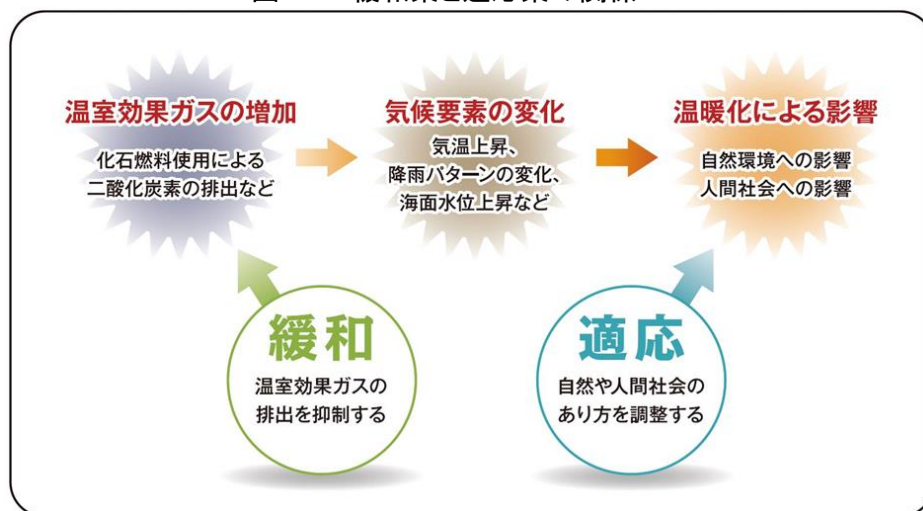 温室効果ガスの増加
化石燃料使用による
二酸化炭素の排出など
気候要素の変化
気温上昇、
降雨パターンの変化、
海面水位上昇など
温暖化による影響
自然環境への影響
人間社会への影響
緩和
温室効果ガスの
排出を抑制する
適応
自然や人間社会の
あり方を調整する